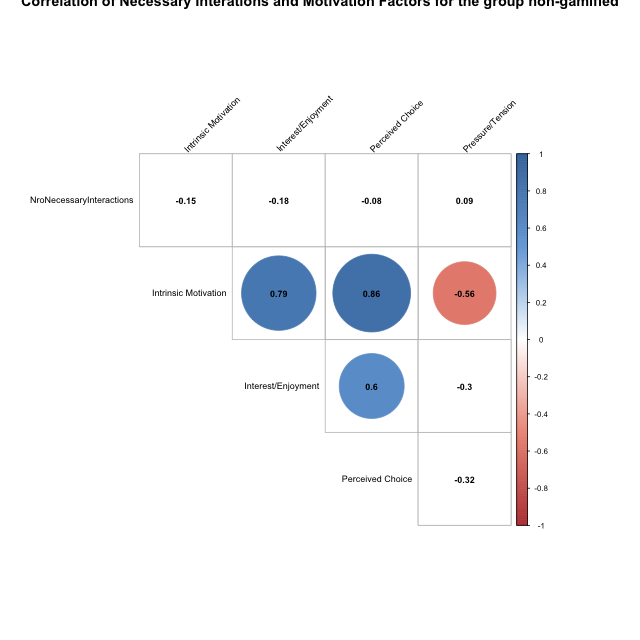 Correlation of Necessary Interations and Motivation Factors for the group non-gamified
Intrinsic Motivation
Interest/Enjoyment
Perceived Choice
Pressure/Tension
NroNecessaryInteractions -0.15 -0.18 -0.08 0.09
Intrinsic Motivation 0.79 0.86 -0.56
Interest/Enjoyment 0.6 -0.3
Perceived Choice -0.32
1
0.8
0.6
0.4
0.2
0
-0.2
-0.4
-0.6
-0.8
-1